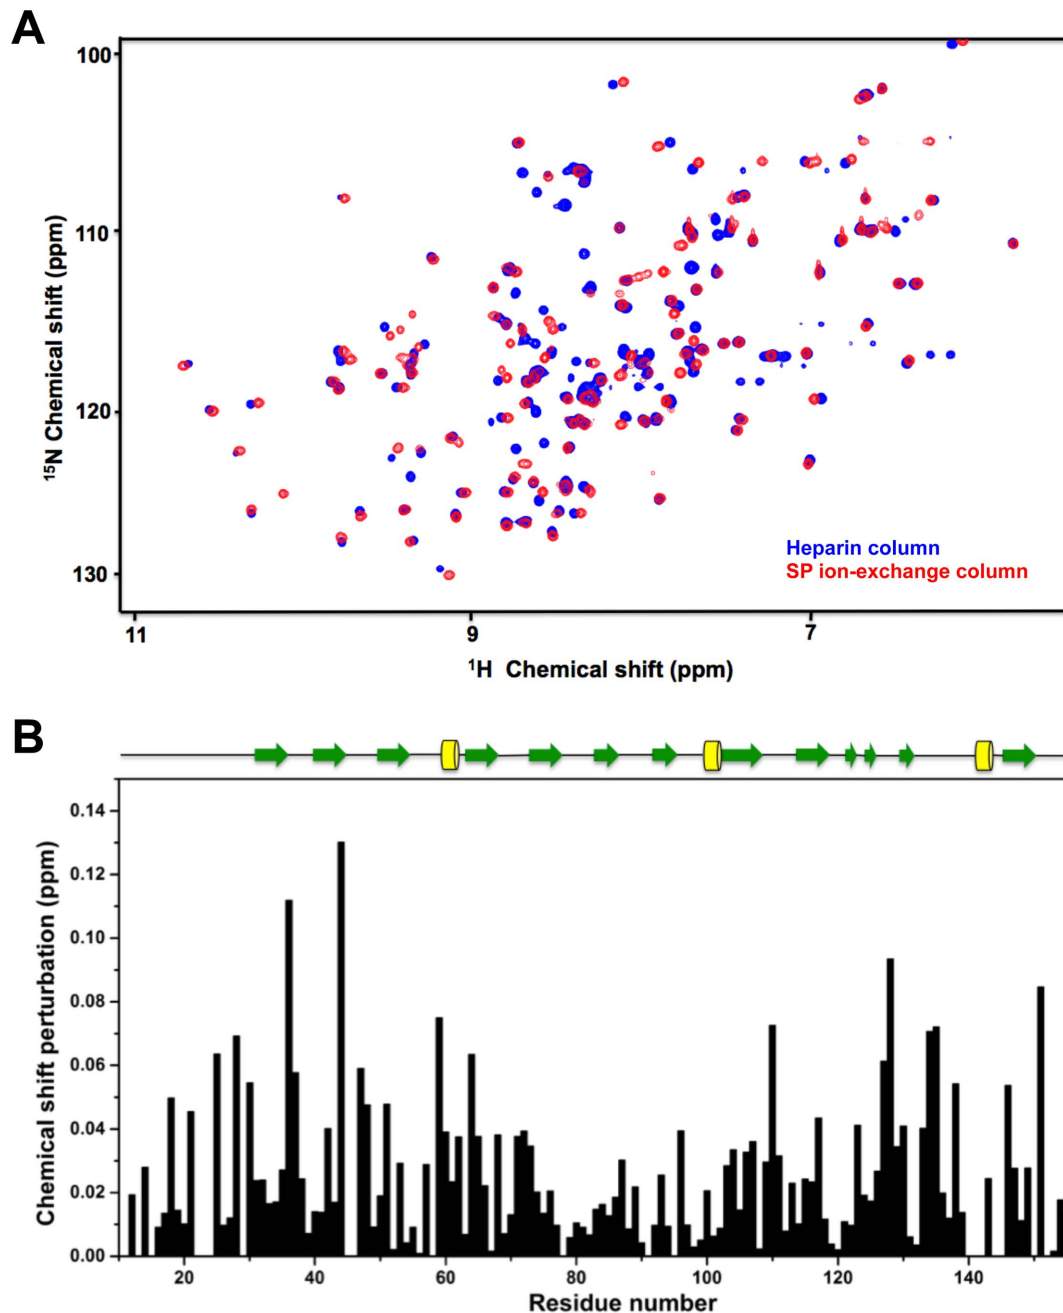 A
100
110
120
130
¹⁵N Chemical shift (ppm)
Heparin column
SP ion-exchange column
11
9
7
¹H Chemical shift (ppm)
B
0.14
0.12
0.10
0.08
0.06
0.04
0.02
0.00
Chemical shift perturbation (ppm)
20
40
60
80
100
120
140
Residue number